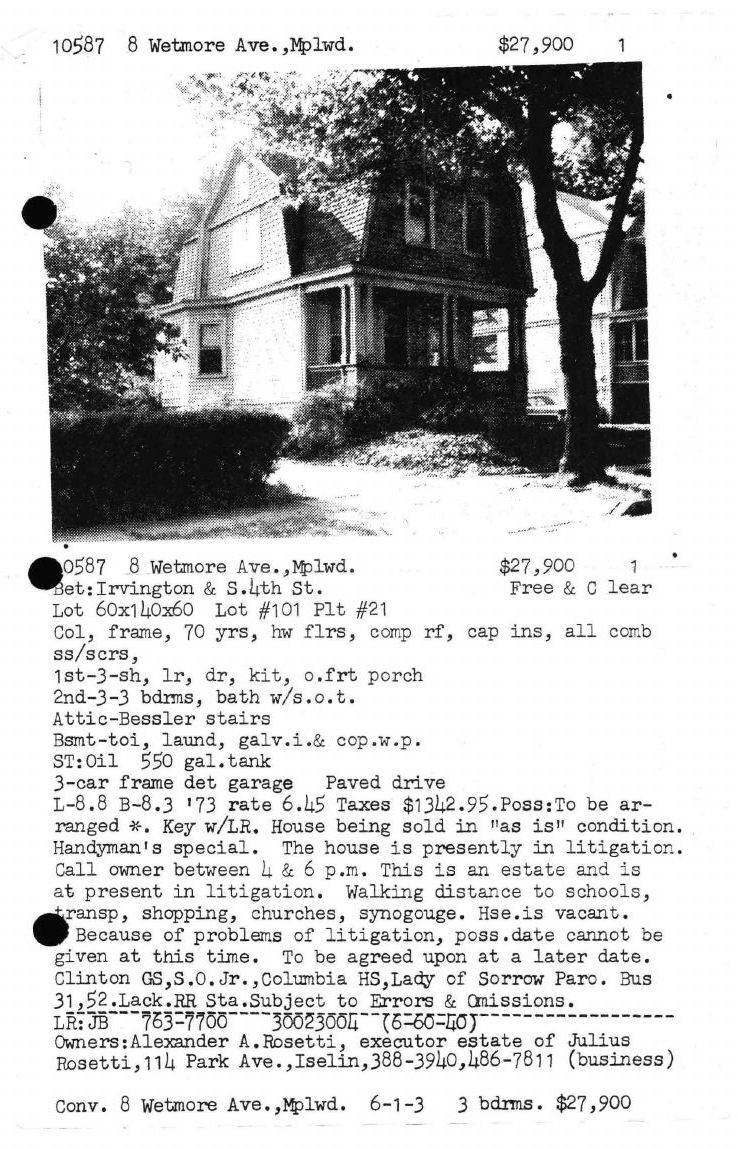 10587 8 Wetmore Ave.,Mplwd. $27,900 1
0587 8 Wetmore Ave.,Mplwd. $27,900 1
Bet:Irvington & S.4th St. Free & C lear
Lot 60x140x60 Lot #101 Plt #21
Col, frame, 70 yrs, hw flrs, comp rf, cap ins, all comb
ss/scrs,
1st-3-sh, lr, dr, kit, o.frt porch
2nd-3-3 bdrms, bath w/s.o.t.
Attic-Bessler stairs
Bsmt-toi, laund, galv.i.& cop.w.p.
ST:Oil 550 gal.tank
3-car frame det garage Paved drive
L-8.8 B-8.3 '73 rate 6.45 Taxes $1342.95.Poss:To be ar-
ranged *. Key w/LR. House being sold in "as is" condition.
Handyman's special. The house is presently in litigation.
Call owner between 4 & 6 p.m. This is an estate and is
at present in litigation. Walking distance to schools,
transp, shopping, churches, synogouge. Hse.is vacant.
Because of problems of litigation, poss.date cannot be
given at this time. To be agreed upon at a later date.
Clinton GS,S.O.Jr.,Columbia HS,Lady of Sorrow Paro. Bus
31,52.Lack.RR Sta.Subject to Errors & Omissions.
LR:JB 763-7700 30023004 (6-60-40)
Owners:Alexander A.Rosetti, executor estate of Julius
Rosetti,114 Park Ave.,Iselin,388-3940,486-7811 (business)
Conv. 8 Wetmore Ave.,Mplwd. 6-1-3 3 bdrms. $27,900